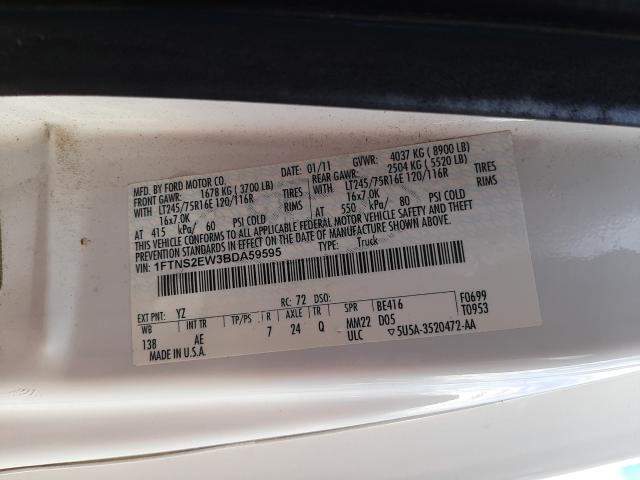 MFD. BY FORD MOTOR CO. DATE: 01/11 GVWR: 4037 KG ( 8900 LB)
FRONT GAWR: 1678 KG ( 3700 LB) REAR GAWR: 2504 KG ( 5520 LB)
WITH LT245/75R16E 120/116R TIRES WITH LT245/75R16E 120/116R TIRES
16x7.0K RIMS 16x7.0K RIMS
AT 415 kPa/ 60 PSI COLD AT 550 kPa/ 80 PSI COLD
THIS VEHICLE CONFORMS TO ALL APPLICABLE FEDERAL MOTOR VEHICLE SAFETY AND THEFT
PREVENTION STANDARDS IN EFFECT ON THE DATE OF MANUFACTURE SHOWN ABOVE.
1FTNS2EW3BDA59595 TYPE: Truck
EXT PNT: YZ RC: 72 DSO: F0699
WB INT TR TP/PS R AXLE TR SPR BE416 T0953
138 AE 7 24 Q MM22 D05
MADE IN U.S.A. ULC 5U5A-3520472-AA